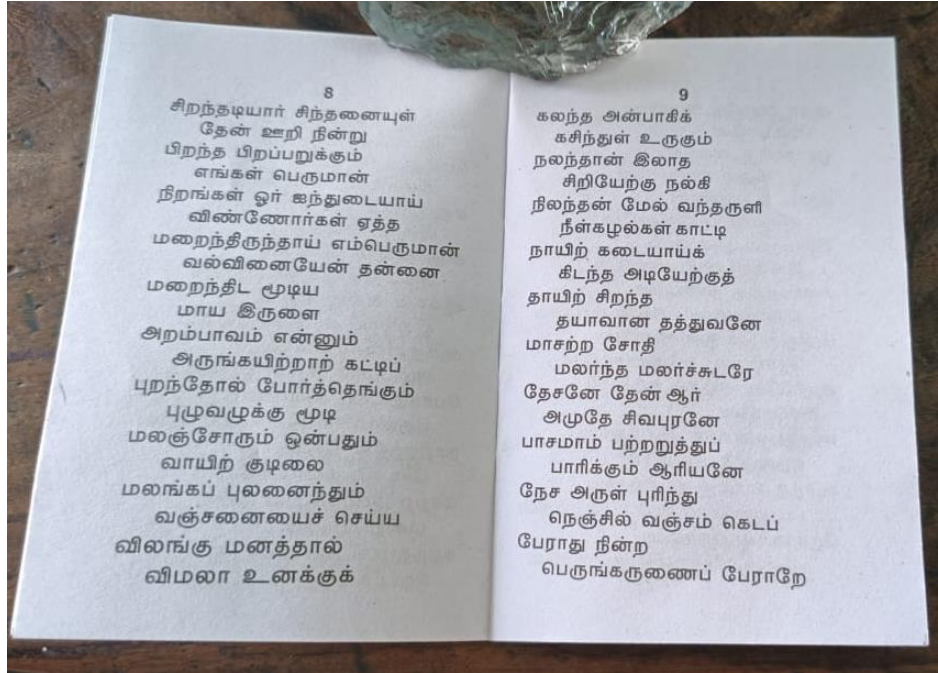 8
சிறந்தடியார் சிந்தனையுள்
தேன் ஊறி நின்று
பிறந்த பிறப்பறுக்கும்
எங்கள் பெருமான்
நிறங்கள் ஓர் ஐந்துடையாய்
விண்ணோர்கள் ஏத்த
மறைந்திருந்தாய் எம்பெருமான்
வல்வினையேன் தன்னை
மறைந்திட மூடிய
மாய இருளை
அறம்பாவம் என்னும்
அருங்கயிற்றாற் கட்டிப்
புறந்தோல் போர்த்தெங்கும்
புழுவழுக்கு மூடி
மலஞ்சோரும் ஒன்பதும்
வாயிற் குடிலை
மலங்கப் புலனைந்தும்
வஞ்சனையைச் செய்ய
விலங்கு மனத்தால்
விமலா உனக்குக்
9
கலந்த அன்பாகிக்
கசிந்துள் உருகும்
நலந்தான் இலாத
சிறியேற்கு நல்கி
நிலந்தன் மேல் வந்தருளி
நீள்கழல்கள் காட்டி
நாயிற் கடையாய்க்
கிடந்த அடியேற்குத்
தாயிற் சிறந்த
தயாவான தத்துவனே
மாசற்ற சோதி
மலர்ந்த மலர்ச்சுடரே
தேசனே தேன் ஆர்
அமுதே சிவபுரனே
பாசமாம் பற்றறுத்துப்
பாரிக்கும் ஆரியனே
நேச அருள் புரிந்து
நெஞ்சில் வஞ்சம் கெடப்
பேராது நின்ற
பெருங்கருணைப் பேராறே